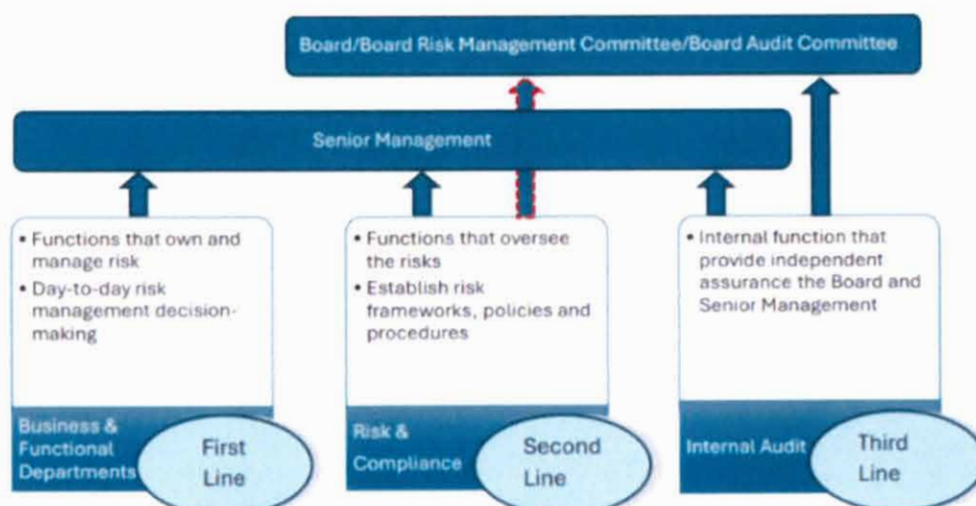 Board/Board Risk Management Committee/Board Audit Committee
Senior Management
• Functions that own and
manage risk
• Day-to-day risk
management decision-
making
Business &
Functional
Departments
First
Line
• Functions that oversee
the risks
• Establish risk
frameworks, policies and
procedures
Risk &
Compliance
Second
Line
• Internal function that
provide independent
assurance the Board and
Senior Management
Internal Audit
Third
Line